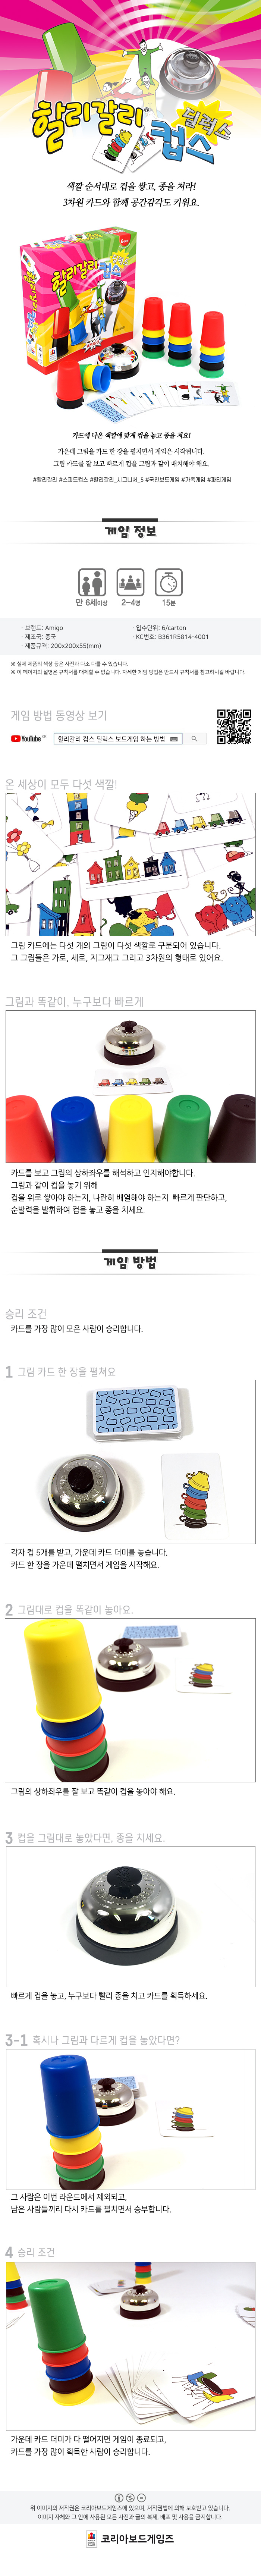 할리갈리
컵스
딜럭스
색깔 순서대로 컵을 쌓고, 종을 쳐라!
3차원 카드와 함께 공간감각도 키워요.
카드에 나온 색깔에 맞게 컵을 놓고 종을 쳐요!
가운데 그림을 카드 한 장을 펼치면서 게임은 시작됩니다.
그림 카드를 잘 보고 빠르게 컵을 그림과 같이 배치해야 해요.
#할리갈리 #스피드컵스 #할리갈리_시그니처_5 #국민보드게임 #가족게임 #파티게임
게임 정보
만 6세이상
2-4명
15분
· 브랜드: Amigo
· 입수단위: 6/carton
· 제조국: 중국
· KC번호: B361R5814-4001
· 제품규격: 200x200x55(mm)
※ 실제 제품의 색상 등은 사진과 다소 다를 수 있습니다.
※ 이 페이지의 설명은 규칙서를 대체할 수 없습니다. 자세한 게임 방법은 반드시 규칙서를 참고하시길 바랍니다.
게임 방법 동영상 보기
YouTube KR
할리갈리 컵스 딜럭스 보드게임 하는 방법
온 세상이 모두 다섯 색깔!
그림 카드에는 다섯 개의 그림이 다섯 색깔로 구분되어 있습니다.
그 그림들은 가로, 세로, 지그재그 그리고 3차원의 형태로 있어요.
그림과 똑같이, 누구보다 빠르게
카드를 보고 그림의 상하좌우를 해석하고 인지해야합니다.
그림과 같이 컵을 놓기 위해
컵을 위로 쌓아야 하는지, 나란히 배열해야 하는지 빠르게 판단하고,
순발력을 발휘하여 컵을 놓고 종을 치세요.
게임 방법
승리 조건
카드를 가장 많이 모은 사람이 승리합니다.
1 그림 카드 한 장을 펼쳐요
각자 컵 5개를 받고, 가운데 카드 더미를 놓습니다.
카드 한 장을 가운데 펼치면서 게임을 시작해요.
2 그림대로 컵을 똑같이 놓아요.
그림의 상하좌우를 잘 보고 똑같이 컵을 놓아야 해요.
3 컵을 그림대로 놓았다면, 종을 치세요.
빠르게 컵을 놓고, 누구보다 빨리 종을 치고 카드를 획득하세요.
3-1 혹시나 그림과 다르게 컵을 놓았다면?
그 사람은 이번 라운드에서 제외되고,
남은 사람들끼리 다시 카드를 펼치면서 승부합니다.
4 승리 조건
가운데 카드 더미가 다 떨어지면 게임이 종료되고,
카드를 가장 많이 획득한 사람이 승리합니다.
위 이미지의 저작권은 코리아보드게임즈에 있으며, 저작권법에 의해 보호받고 있습니다.
이미지 자체와 그 안에 사용된 모든 사진과 글의 복제, 배포 및 사용을 금지합니다.
코리아보드게임즈